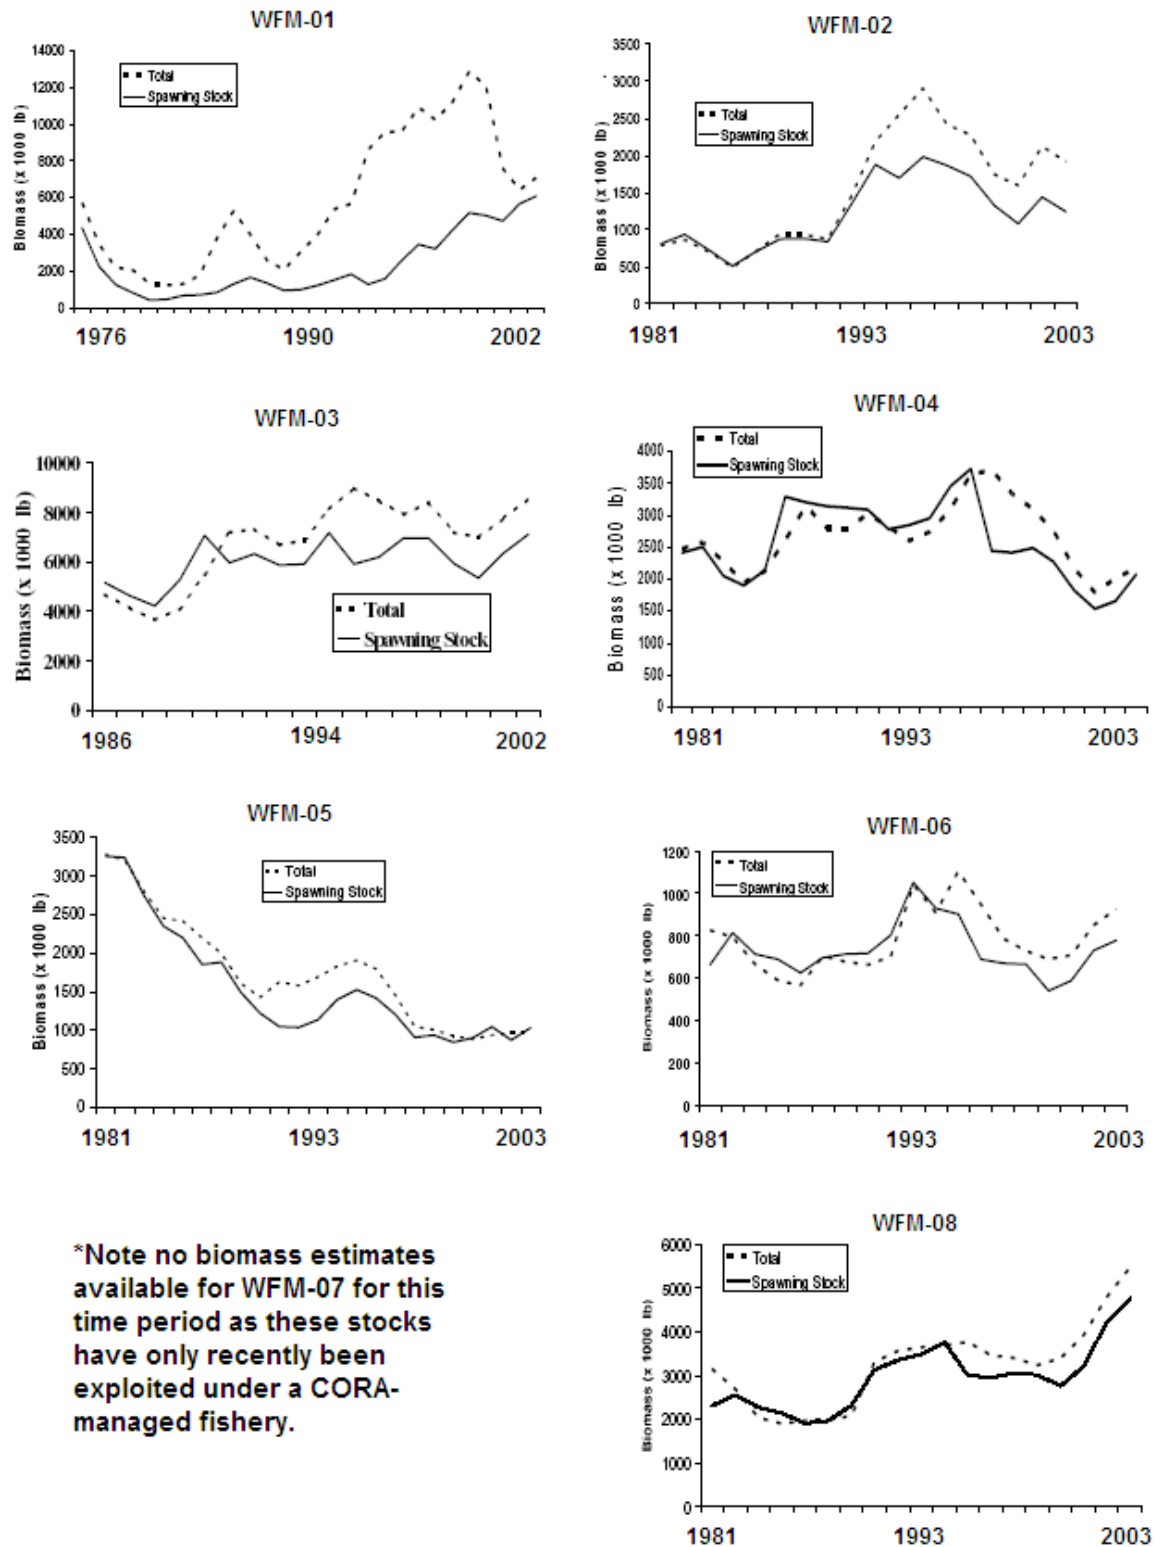 WFM-01
14000
12000
10000
8000
6000
4000
2000
0
Biomass (x 1000 lb)
Total
Spawning Stock
1976
1990
2002
WFM-02
3500
3000
2500
2000
1500
1000
500
0
Biomass (x 1000 lb)
Total
Spawning Stock
1981
1993
2003
WFM-03
10000
8000
6000
4000
2000
0
Biomass (x 1000 lb)
Total
Spawning Stock
1986
1994
2002
WFM-04
4000
3500
3000
2500
2000
1500
1000
500
0
Biomass (x 1000 lb)
Total
Spawning Stock
1981
1993
2003
WFM-05
3500
3000
2500
2000
1500
1000
500
0
Biomass (x 1000 lb)
Total
Spawning Stock
1981
1993
2003
WFM-06
1200
1000
800
600
400
200
0
Biomass (x 1000 lb)
Total
Spawning Stock
1981
1993
2003
*Note no biomass estimates
available for WFM-07 for this
time period as these stocks
have only recently been
exploited under a CORA-
managed fishery.
WFM-08
6000
5000
4000
3000
2000
1000
0
Biomass (x 1000 lb)
Total
Spawning Stock
1981
1993
2003